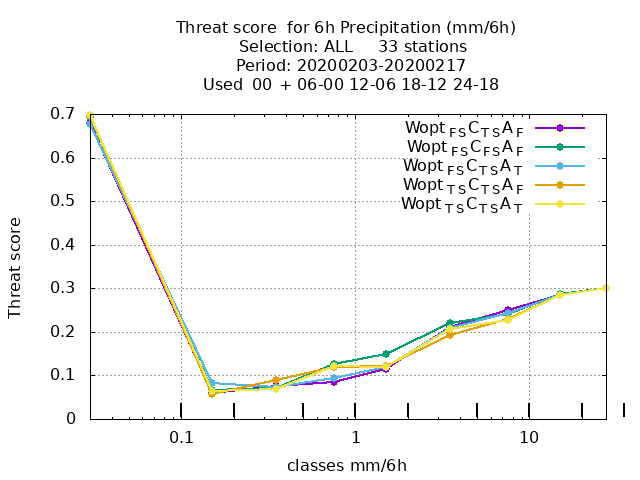 Threat score  for 6h Precipitation (mm/6h)
Selection: ALL     33 stations
Period: 20200203-20200217
Used  00  + 06-00 12-06 18-12 24-18
0.7
0.6
0.5
0.4
0.3
0.2
0.1
0
Threat score
Wopt FS C TS A F
Wopt FS C FS A F
Wopt FS C TS A T
Wopt TS C TS A F
Wopt TS C TS A T
0.1 1 10
classes mm/6h